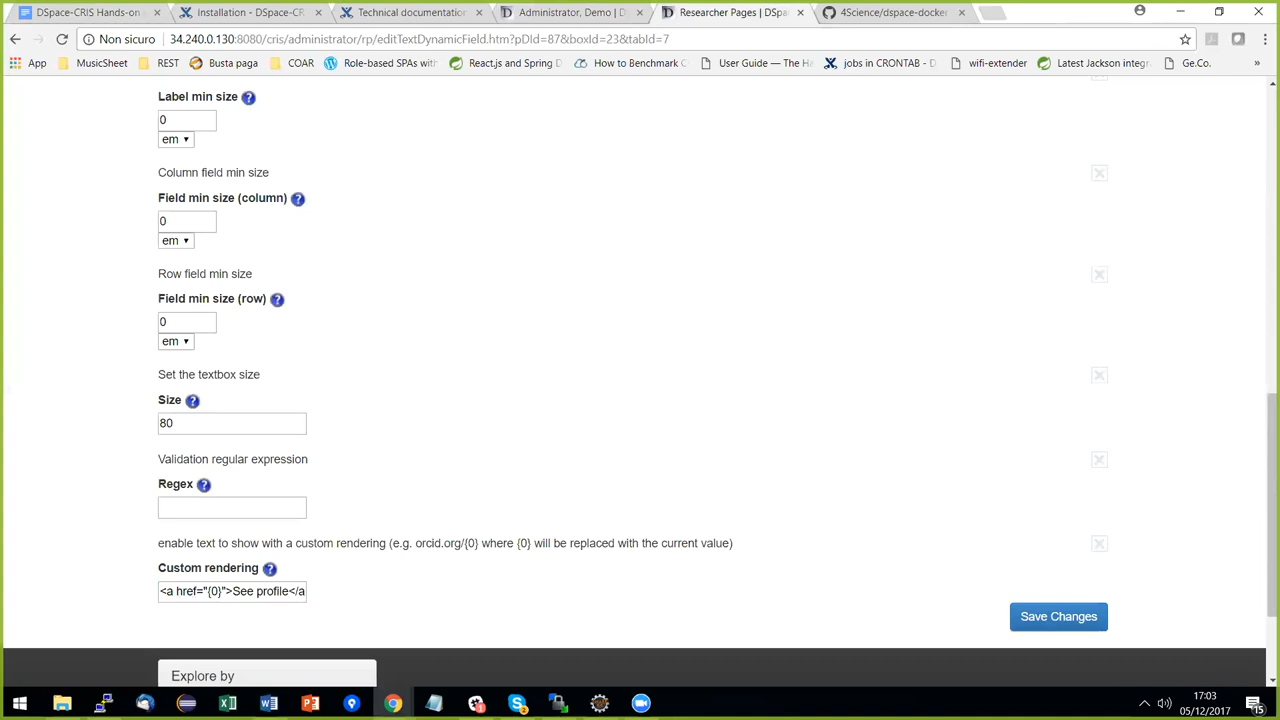 DSpace-CRIS Hands-on.
Installation - DSpace-CR
Technical documentation
Administrator, Demo | D
Researcher Pages | DSpa
4Science/dspace-docker
Non sicuro
34.240.0.130:8080/cris/administrator/rp/editTextDynamicField.htm?pDId=87&boxId=23&tabId=7
App MusicSheet REST Busta paga COAR Role-based SPAs with React.js and Spring D How to Benchmark C User Guide — The Ha jobs in CRONTAB - D wifi-extender Latest Jackson integr Ge.Co. »
Label min size ?
0
em
Column field min size
Field min size (column) ?
0
em
Row field min size
Field min size (row) ?
0
em
Set the textbox size
Size ?
80
Validation regular expression
Regex ?
enable text to show with a custom rendering (e.g. orcid.org/{0} where {0} will be replaced with the current value)
Custom rendering ?
<a href="{0}">See profile</a
Save Changes
Explore by
17:03
05/12/2017
15